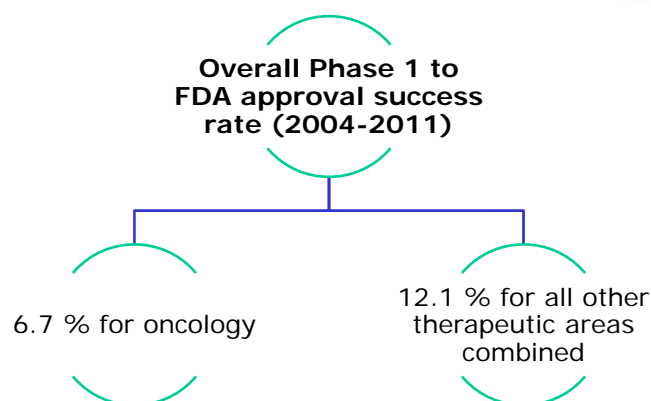 Overall Phase 1 to
FDA approval success
rate (2004-2011)
6.7 % for oncology
12.1 % for all other
therapeutic areas
combined